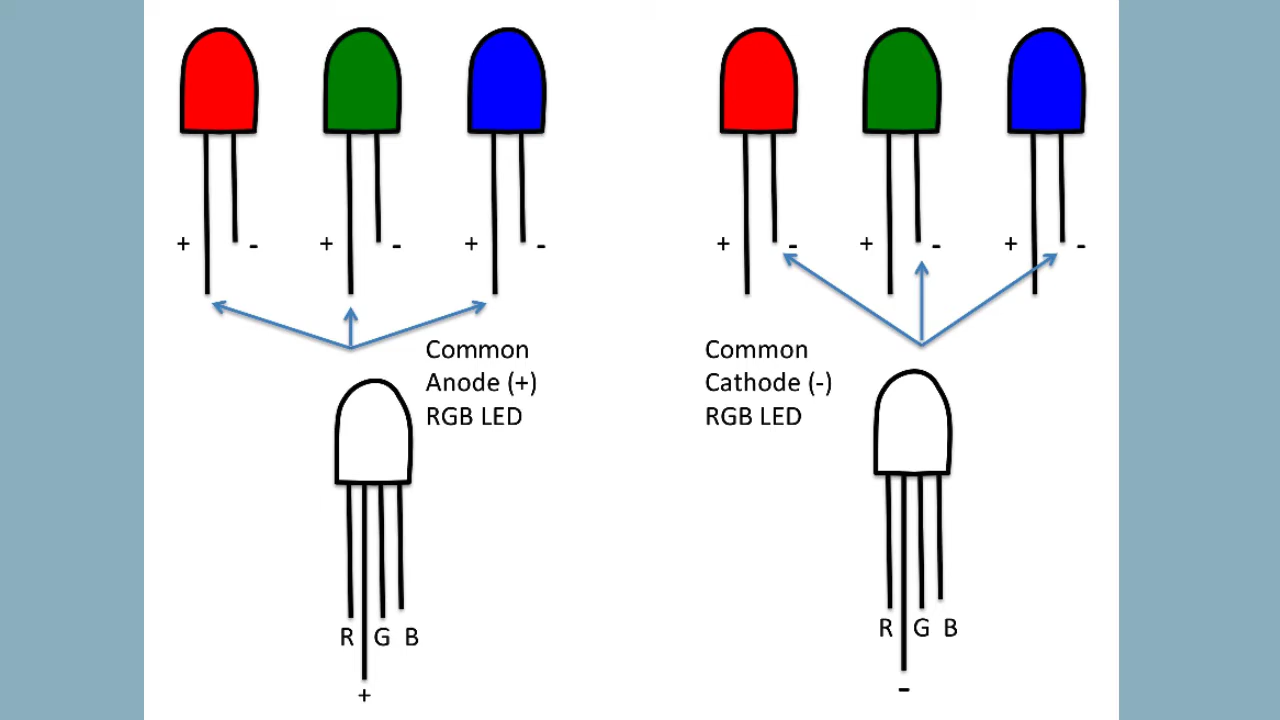 + - + - + -
+ - + - + -
Common
Anode (+)
RGB LED
Common
Cathode (-)
RGB LED
R G B
+
R G B
-